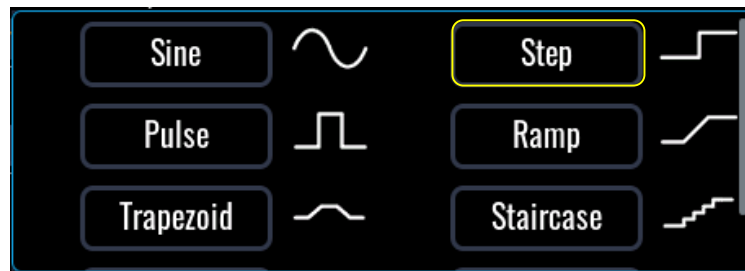 Sine
Step
Pulse
Ramp
Trapezoid
Staircase